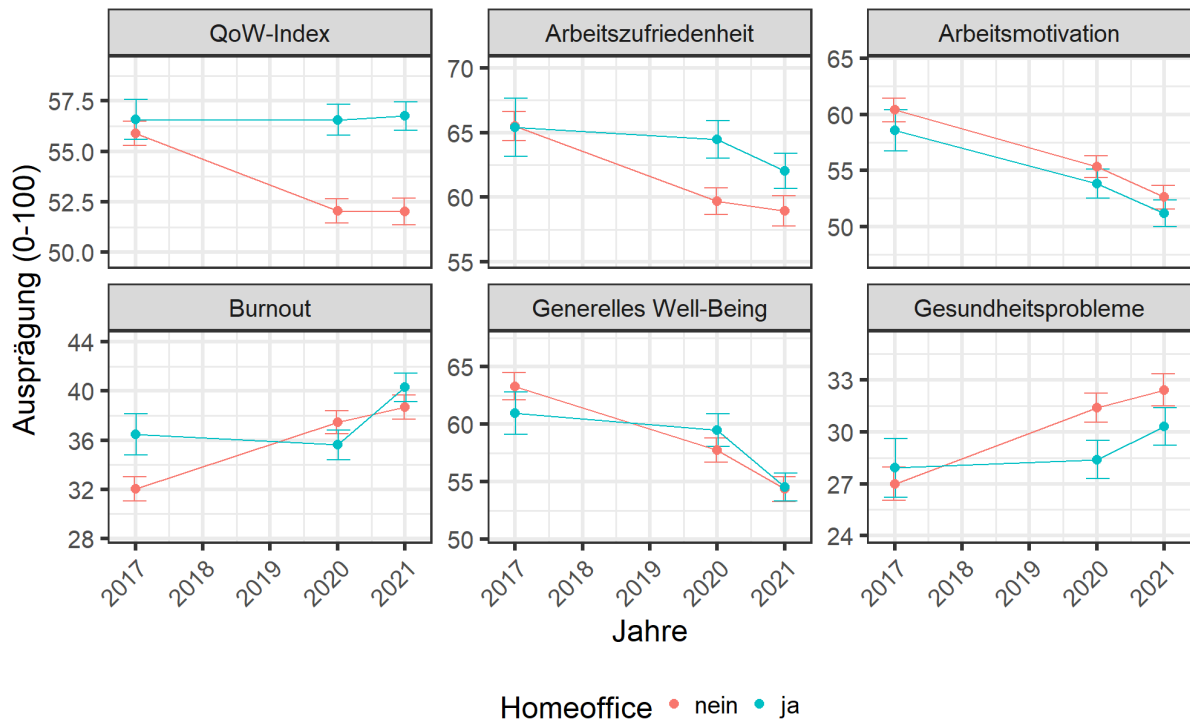 QoW-Index
Arbeitszufriedenheit
Arbeitsmotivation
Ausprägung (0-100)
57.5
55.0
52.5
50.0
70
65
60
55
65
60
55
50
Burnout
Generelles Well-Being
Gesundheitsprobleme
44
40
36
32
28
65
60
55
50
33
30
27
24
2017 2018 2019 2020 2021
2017 2018 2019 2020 2021
2017 2018 2019 2020 2021
Jahre
Homeoffice nein ja